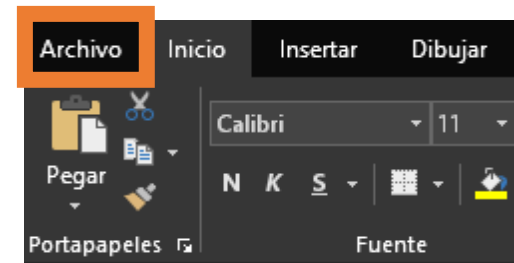 Archivo Inicio Insertar Dibujar
Calibri 11
Pegar N K S
Portapapeles Fuente